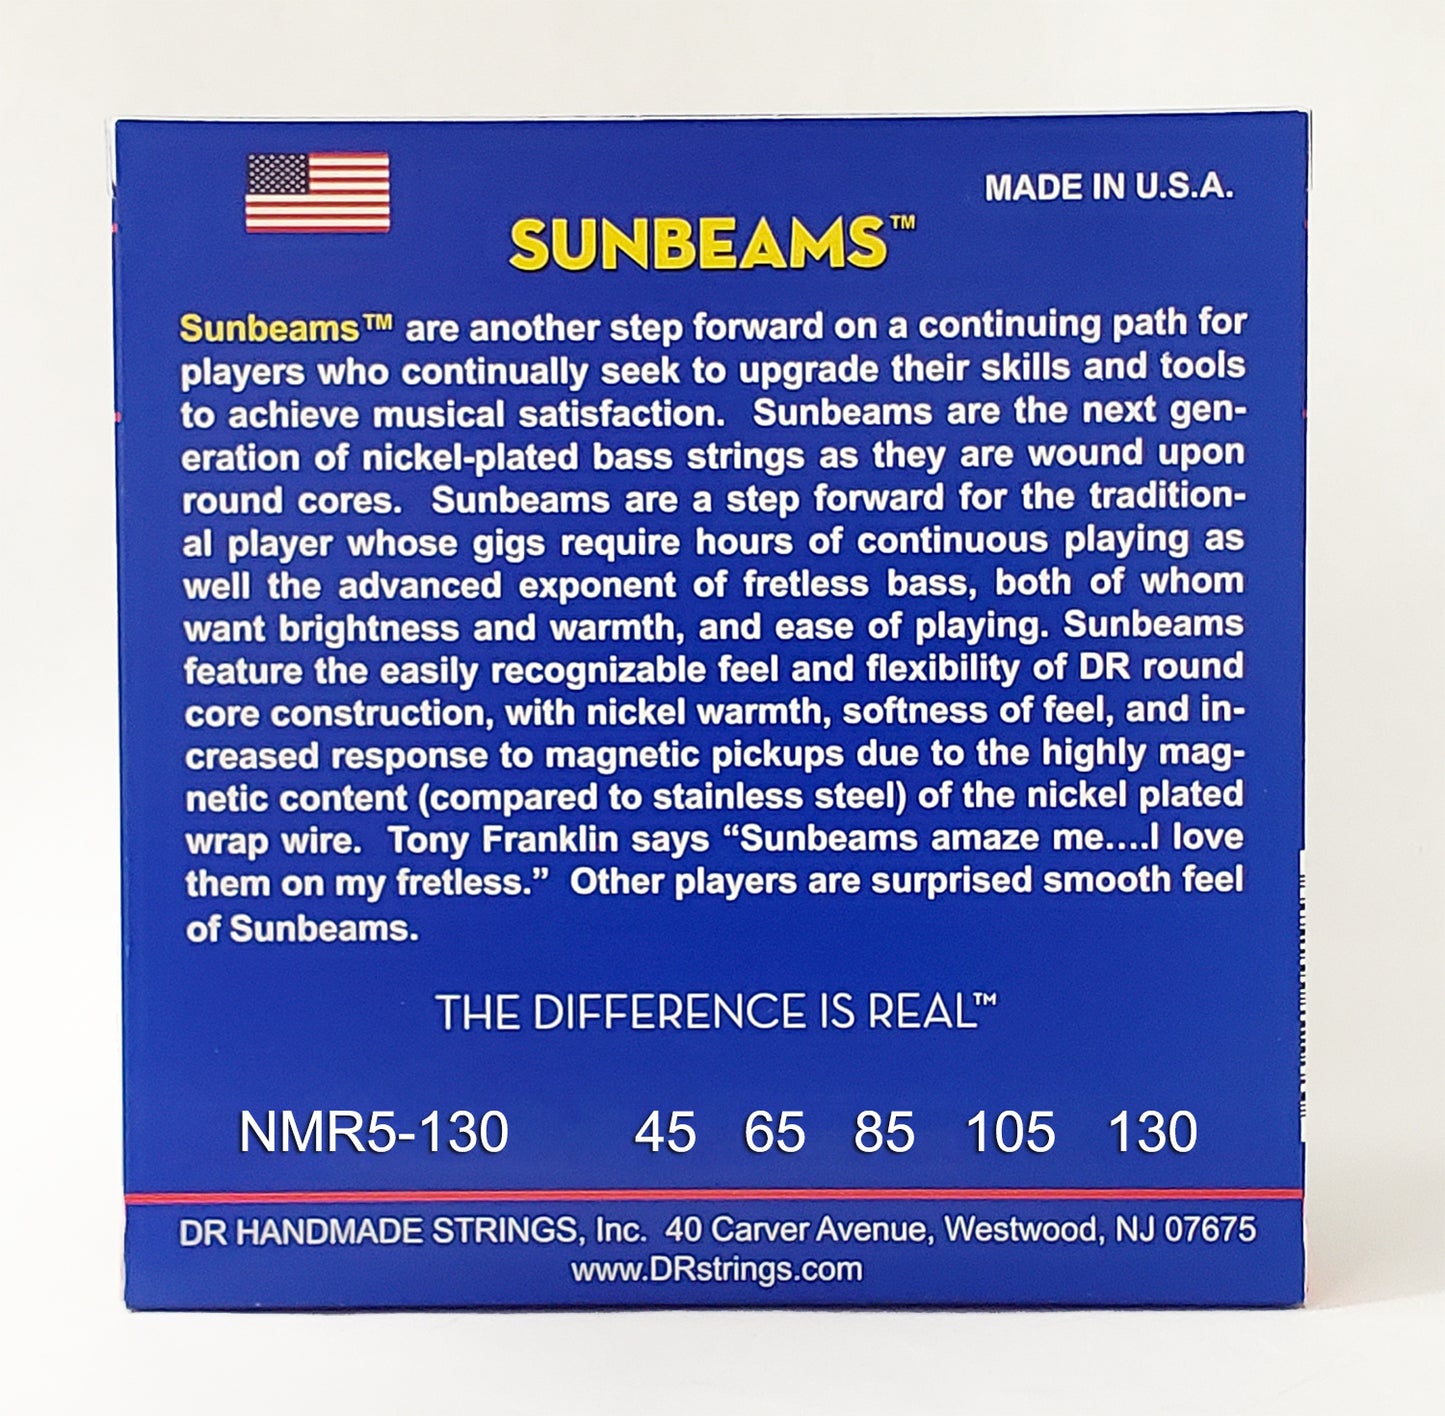 MADE IN U.S.A.
SUNBEAMS™
Sunbeams™ are another step forward on a continuing path for
players who continually seek to upgrade their skills and tools
to achieve musical satisfaction.  Sunbeams are the next gen-
eration of nickel-plated bass strings as they are wound upon
round cores.  Sunbeams are a step forward for the tradition-
al player whose gigs require hours of continuous playing as
well the advanced exponent of fretless bass, both of whom
want brightness and warmth, and ease of playing. Sunbeams
feature the easily recognizable feel and flexibility of DR round
core construction, with nickel warmth, softness of feel, and in-
creased response to magnetic pickups due to the highly mag-
netic content (compared to stainless steel) of the nickel plated
wrap wire.  Tony Franklin says “Sunbeams amaze me....I love
them on my fretless.”  Other players are surprised smooth feel
of Sunbeams.
THE DIFFERENCE IS REAL™
NMR5-130 45 65 85 105 130
DR HANDMADE STRINGS, Inc.  40 Carver Avenue, Westwood, NJ 07675
www.DRstrings.com